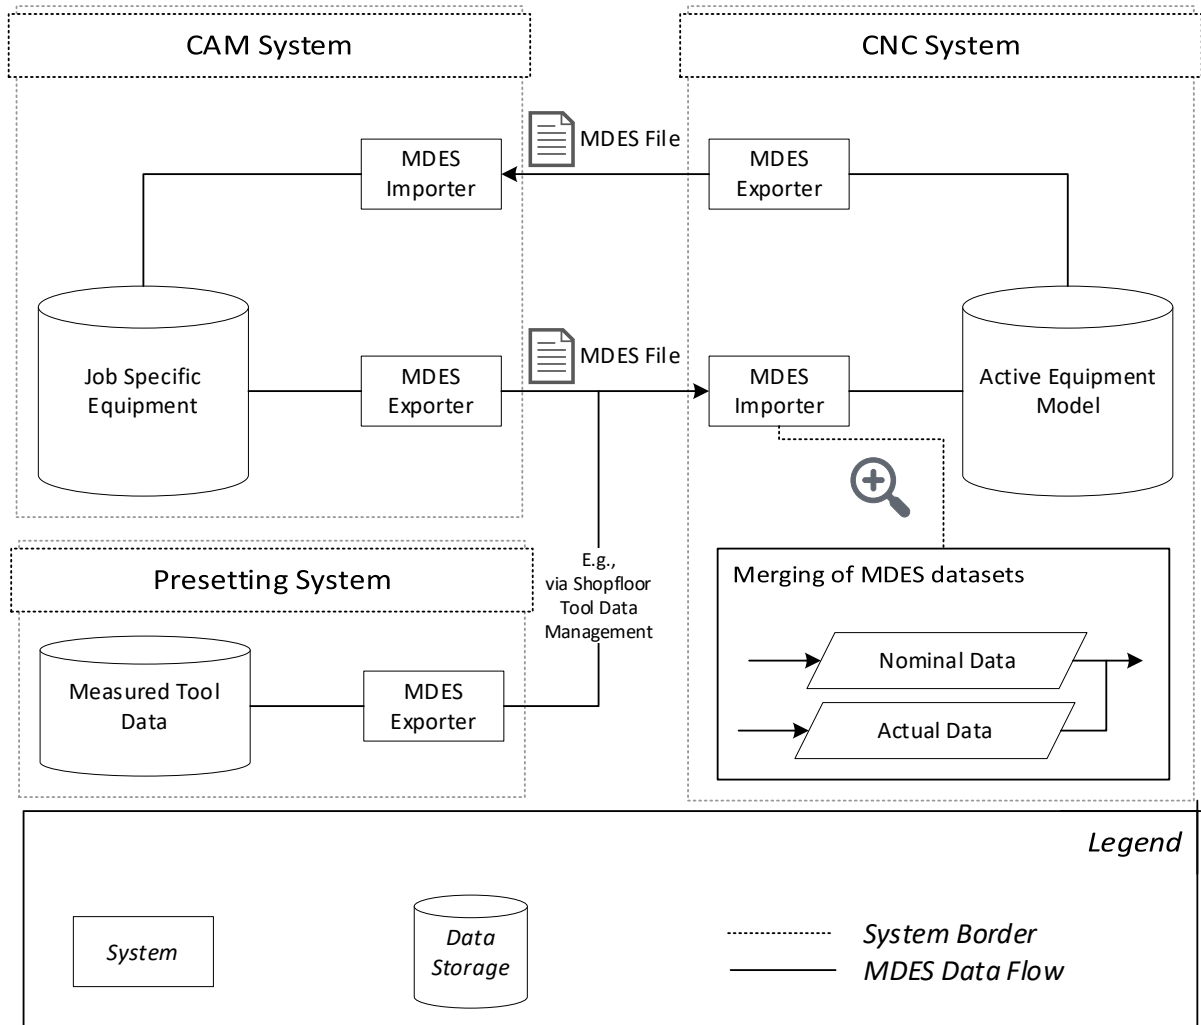 CAM System
CNC System
MDES File
MDES
Importer
MDES
Exporter
MDES File
Job Specific
Equipment
MDES
Exporter
MDES
Importer
Active Equipment
Model
Presetting System
E.g.,
via Shopfloor
Tool Data
Management
Merging of MDES datasets
Measured Tool
Data
MDES
Exporter
Nominal Data
Actual Data
Legend
System
Data
Storage
System Border
MDES Data Flow